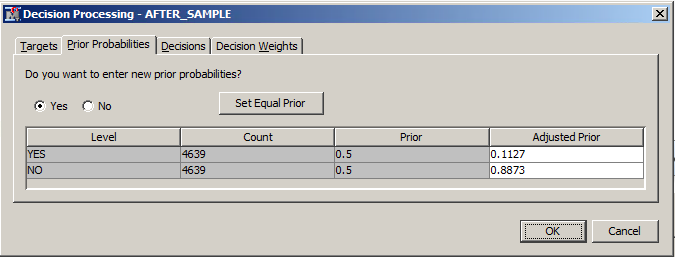 Decision Processing - AFTER_SAMPLE
Targets Prior Probabilities Decisions Decision Weights
Do you want to enter new prior probabilities?
Yes No Set Equal Prior
Level Count Prior Adjusted Prior
YES 4639 0.5 0.1127
NO 4639 0.5 0.8873
OK Cancel